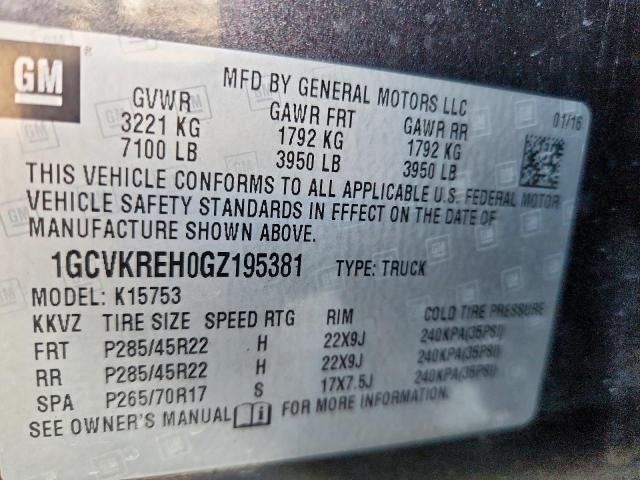 GM ®
MFD BY GENERAL MOTORS LLC
01/16
GVWR GAWR FRT GAWR RR
3221 KG 1792 KG 1792 KG
7100 LB 3950 LB 3950 LB
THIS VEHICLE CONFORMS TO ALL APPLICABLE U.S. FEDERAL MOTOR
VEHICLE SAFETY STANDARDS IN EFFECT ON THE DATE OF
MANUFACTURE SHOWN ABOVE.
1GCVKREH0GZ195381 TYPE: TRUCK
MODEL: K15753
KKVZ TIRE SIZE SPEED RTG RIM COLD TIRE PRESSURE
FRT P285/45R22 H 22X9J 240KPA(35PSI)
RR P285/45R22 H 22X9J 240KPA(35PSI)
SPA P265/70R17 S 17X7.5J 240KPA(35PSI)
SEE OWNER'S MANUAL FOR MORE INFORMATION.